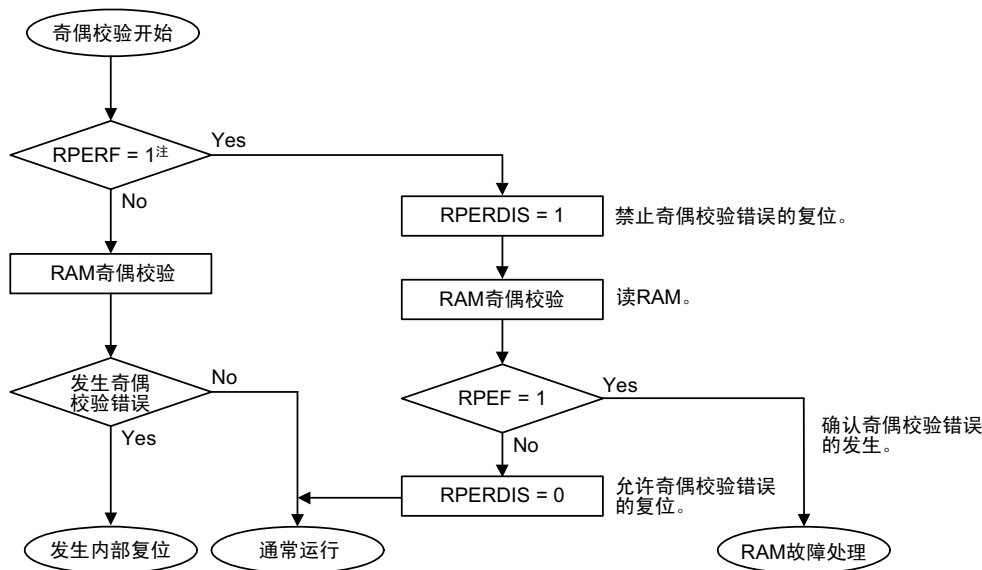 奇偶校验开始
RPERF = 1注
Yes
No
RPERDIS = 1
禁止奇偶校验错误的复位。
RAM奇偶校验
RAM奇偶校验
读RAM。
发生奇偶
校验错误
No
Yes
RPEF = 1
Yes
No
确认奇偶校验错误
的发生。
RPERDIS = 0
允许奇偶校验错误
的复位。
发生内部复位
通常运行
RAM故障处理